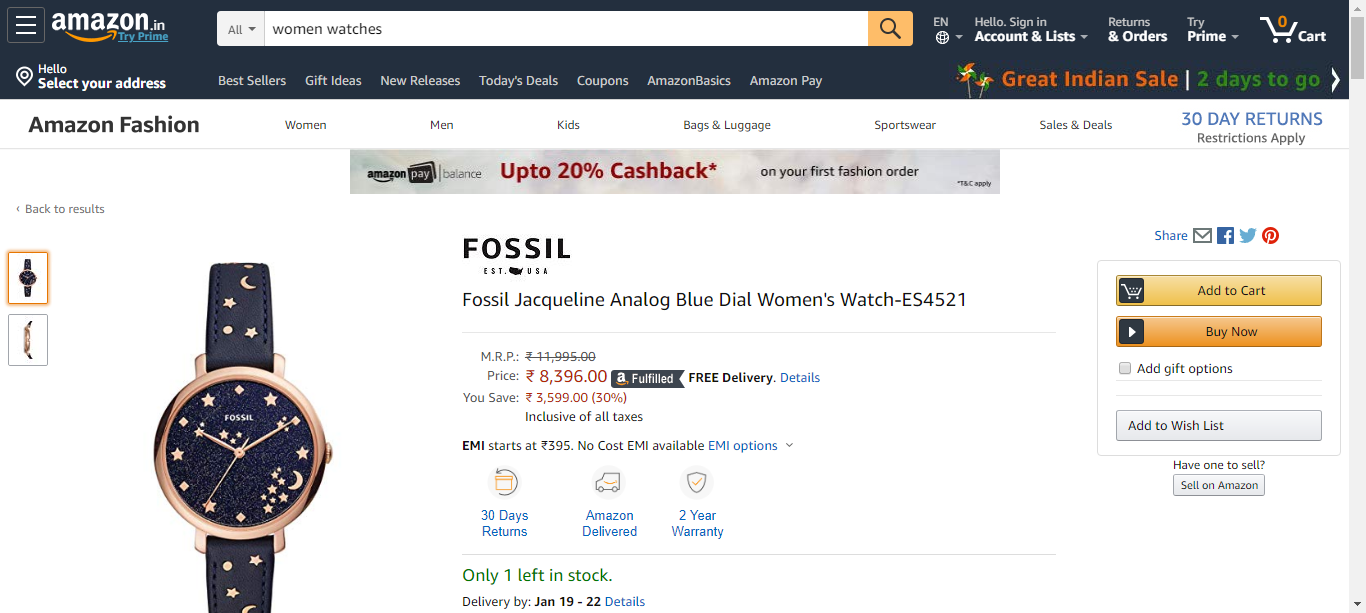 amazon.in
Try Prime
All
women watches
EN
Hello. Sign in
Account & Lists
Returns
& Orders
Try
Prime
0
Cart
Hello
Select your address
Best Sellers
Gift Ideas
New Releases
Today's Deals
Coupons
AmazonBasics
Amazon Pay
Great Indian Sale | 2 days to go
Amazon Fashion
Women
Men
Kids
Bags & Luggage
Sportswear
Sales & Deals
30 DAY RETURNS
Restrictions Apply
amazon pay balance
Upto 20% Cashback*
on your first fashion order
*T&C apply
‹ Back to results
Share
FOSSIL
EST. USA
Fossil Jacqueline Analog Blue Dial Women's Watch-ES4521
M.R.P.: ₹ 11,995.00
Price: ₹ 8,396.00 a Fulfilled FREE Delivery. Details
You Save: ₹ 3,599.00 (30%)
Inclusive of all taxes
EMI starts at ₹395. No Cost EMI available EMI options
30 Days
Returns
Amazon
Delivered
2 Year
Warranty
Only 1 left in stock.
Delivery by: Jan 19 - 22 Details
FOSSIL
Add to Cart
Buy Now
Add gift options
Add to Wish List
Have one to sell?
Sell on Amazon